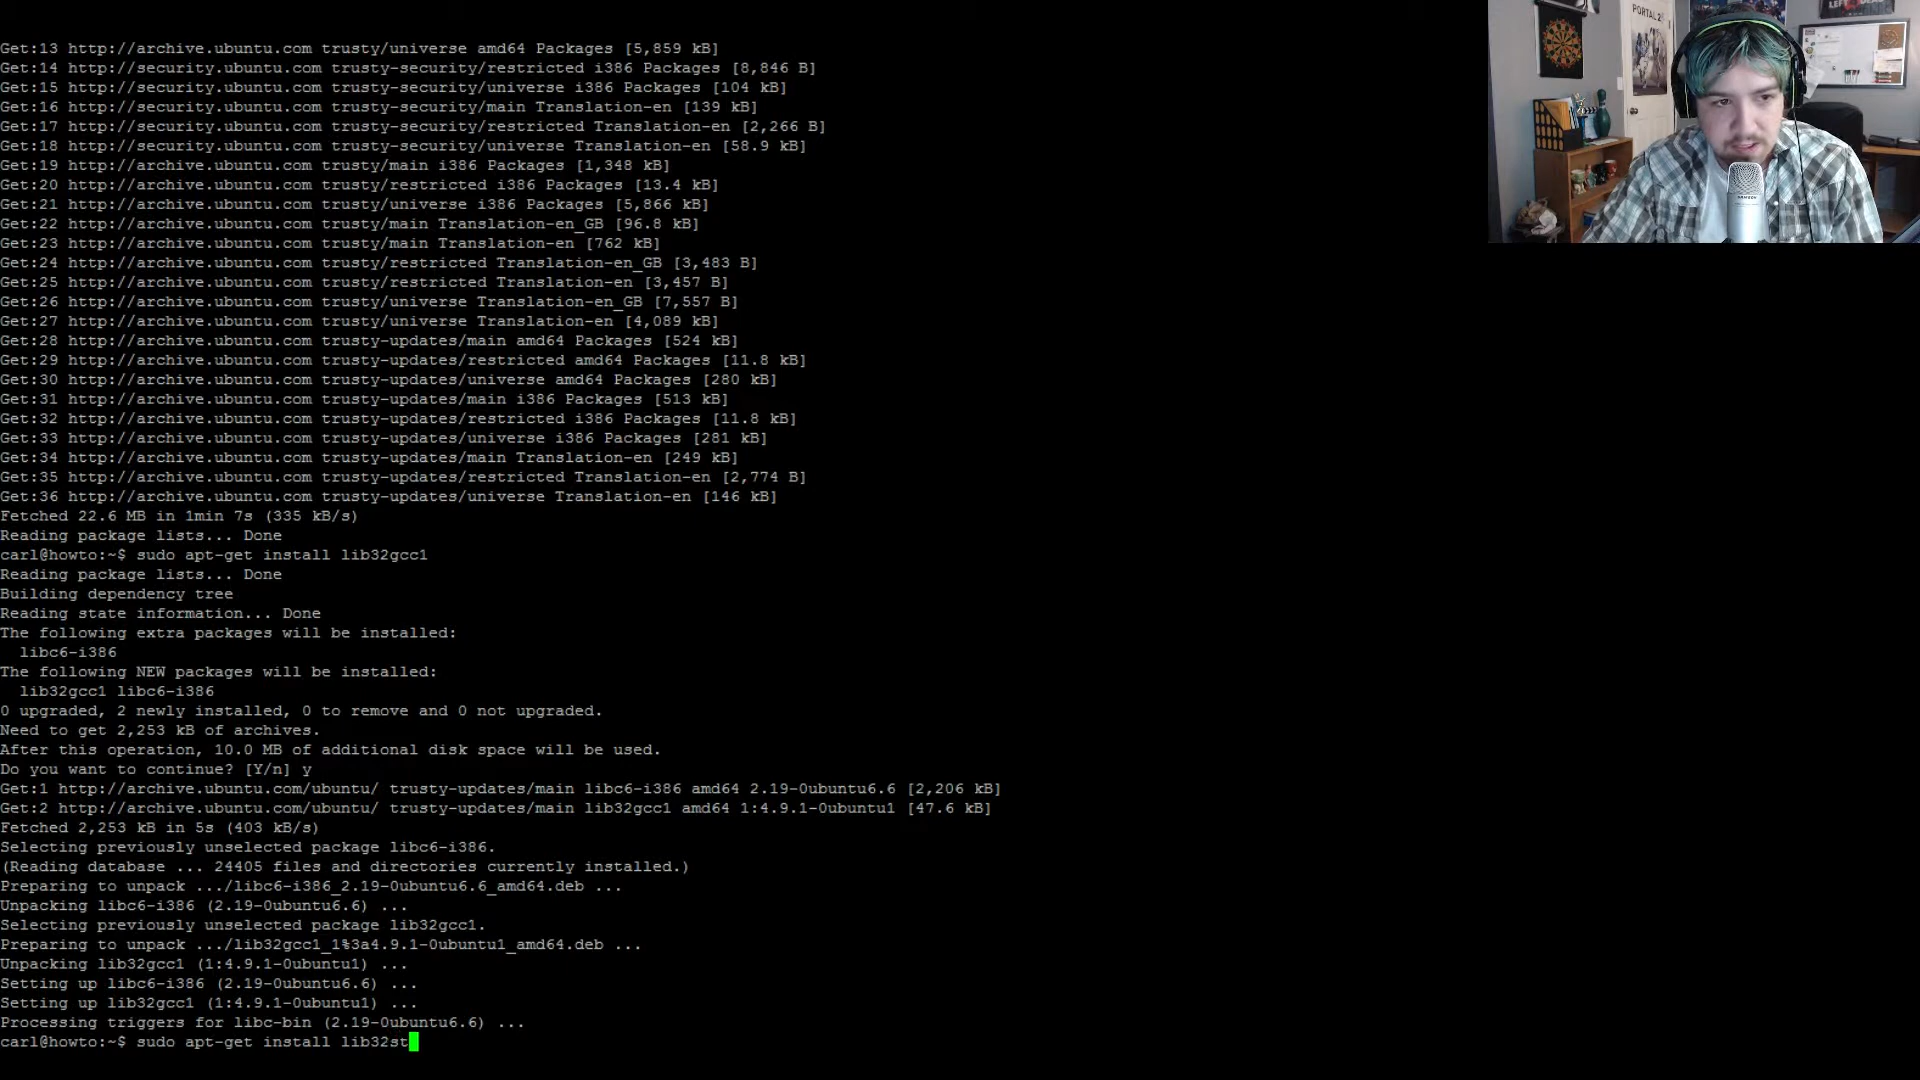 Get:13 http://archive.ubuntu.com trusty/universe amd64 Packages [5,859 kB]
Get:14 http://security.ubuntu.com trusty-security/restricted i386 Packages [8,846 B]
Get:15 http://security.ubuntu.com trusty-security/universe i386 Packages [104 kB]
Get:16 http://security.ubuntu.com trusty-security/main Translation-en [139 kB]
Get:17 http://security.ubuntu.com trusty-security/restricted Translation-en [2,266 B]
Get:18 http://security.ubuntu.com trusty-security/universe Translation-en [58.9 kB]
Get:19 http://archive.ubuntu.com trusty/main i386 Packages [1,348 kB]
Get:20 http://archive.ubuntu.com trusty/restricted i386 Packages [13.4 kB]
Get:21 http://archive.ubuntu.com trusty/universe i386 Packages [5,866 kB]
Get:22 http://archive.ubuntu.com trusty/main Translation-en_GB [96.8 kB]
Get:23 http://archive.ubuntu.com trusty/main Translation-en [762 kB]
Get:24 http://archive.ubuntu.com trusty/restricted Translation-en_GB [3,483 B]
Get:25 http://archive.ubuntu.com trusty/restricted Translation-en [3,457 B]
Get:26 http://archive.ubuntu.com trusty/universe Translation-en_GB [7,557 B]
Get:27 http://archive.ubuntu.com trusty/universe Translation-en [4,089 kB]
Get:28 http://archive.ubuntu.com trusty-updates/main amd64 Packages [524 kB]
Get:29 http://archive.ubuntu.com trusty-updates/restricted amd64 Packages [11.8 kB]
Get:30 http://archive.ubuntu.com trusty-updates/universe amd64 Packages [280 kB]
Get:31 http://archive.ubuntu.com trusty-updates/main i386 Packages [513 kB]
Get:32 http://archive.ubuntu.com trusty-updates/restricted i386 Packages [11.8 kB]
Get:33 http://archive.ubuntu.com trusty-updates/universe i386 Packages [281 kB]
Get:34 http://archive.ubuntu.com trusty-updates/main Translation-en [249 kB]
Get:35 http://archive.ubuntu.com trusty-updates/restricted Translation-en [2,774 B]
Get:36 http://archive.ubuntu.com trusty-updates/universe Translation-en [146 kB]
Fetched 22.6 MB in 1min 7s (335 kB/s)
Reading package lists... Done
carl@howto:~$ sudo apt-get install lib32gcc1
Reading package lists... Done
Building dependency tree
Reading state information... Done
The following extra packages will be installed:
  libc6-i386
The following NEW packages will be installed:
  lib32gcc1 libc6-i386
0 upgraded, 2 newly installed, 0 to remove and 0 not upgraded.
Need to get 2,253 kB of archives.
After this operation, 10.0 MB of additional disk space will be used.
Do you want to continue? [Y/n] y
Get:1 http://archive.ubuntu.com/ubuntu/ trusty-updates/main libc6-i386 amd64 2.19-0ubuntu6.6 [2,206 kB]
Get:2 http://archive.ubuntu.com/ubuntu/ trusty-updates/main lib32gcc1 amd64 1:4.9.1-0ubuntu1 [47.6 kB]
Fetched 2,253 kB in 5s (403 kB/s)
Selecting previously unselected package libc6-i386.
(Reading database ... 24405 files and directories currently installed.)
Preparing to unpack .../libc6-i386_2.19-0ubuntu6.6_amd64.deb ...
Unpacking libc6-i386 (2.19-0ubuntu6.6) ...
Selecting previously unselected package lib32gcc1.
Preparing to unpack .../lib32gcc1_1%3a4.9.1-0ubuntu1_amd64.deb ...
Unpacking lib32gcc1 (1:4.9.1-0ubuntu1) ...
Setting up libc6-i386 (2.19-0ubuntu6.6) ...
Setting up lib32gcc1 (1:4.9.1-0ubuntu1) ...
Processing triggers for libc-bin (2.19-0ubuntu6.6) ...
carl@howto:~$ sudo apt-get install lib32st
PORTAL 2
SAMSON